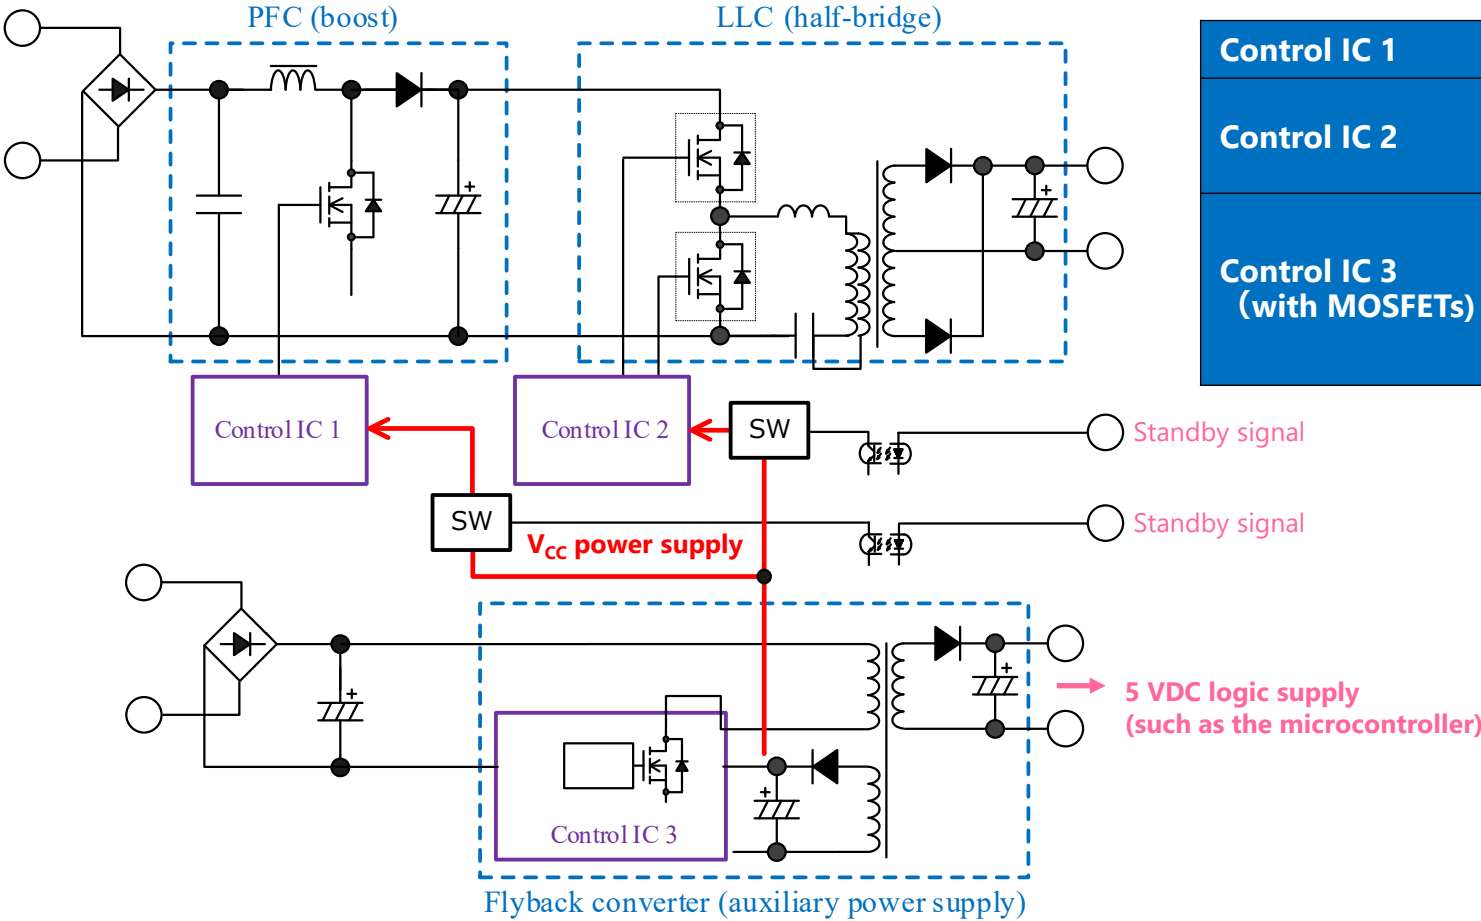 PFC (boost)
LLC (half-bridge)
Control IC 1
Control IC 2
Control IC 3
（with MOSFETs)
Control IC 1
Control IC 2
SW
Standby signal
SW
Standby signal
VCC power supply
5 VDC logic supply
(such as the microcontroller)
Control IC 3
Flyback converter (auxiliary power supply)